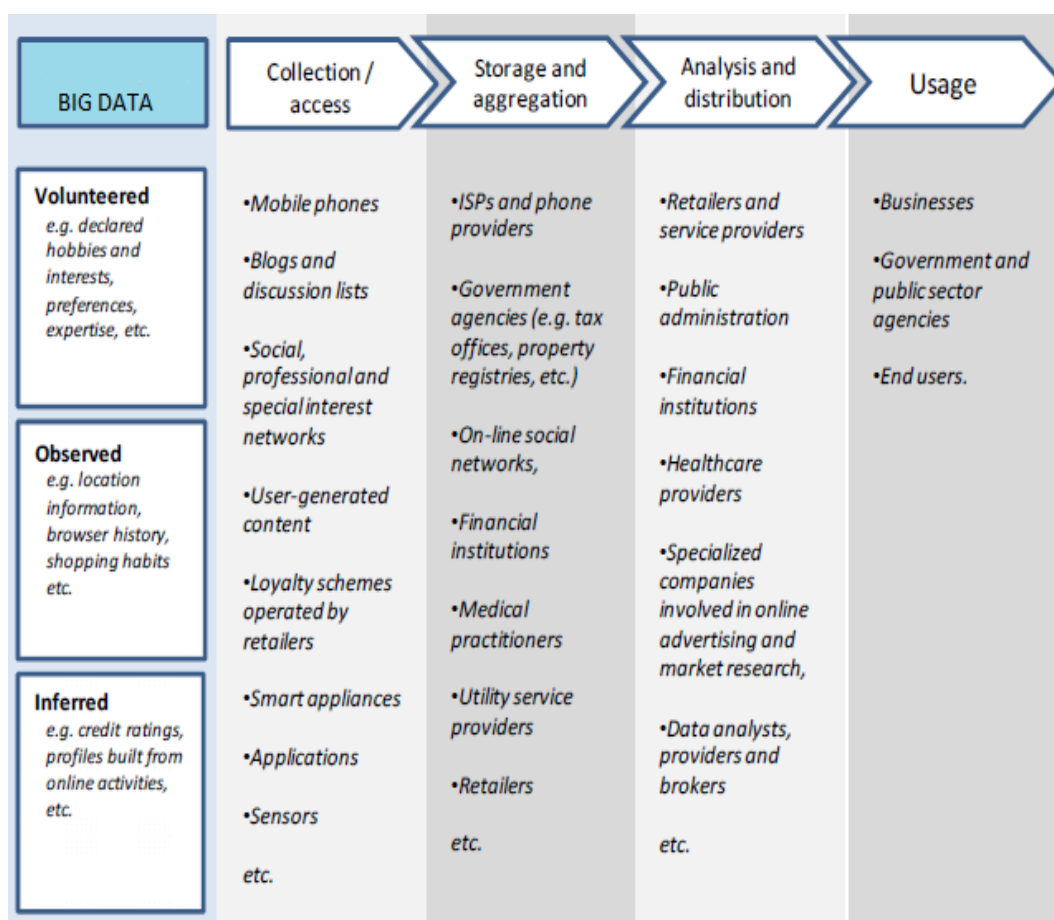 BIG DATA
Collection /
access
Storage and
aggregation
Analysis and
distribution
Usage
Volunteered
e.g. declared
hobbies and
interests,
preferences,
expertise, etc.
Observed
e.g. location
information,
browser history,
shopping habits
etc.
Inferred
e.g. credit ratings,
profiles built from
online activities,
etc.
•Mobile phones
•Blogs and
discussion lists
•Social,
professional and
special interest
networks
•User-generated
content
•Loyalty schemes
operated by
retailers
•Smart appliances
•Applications
•Sensors
etc.
•ISPs and phone
providers
•Government
agencies (e.g. tax
offices, property
registries, etc.)
•On-line social
networks,
•Financial
institutions
•Medical
practitioners
•Utility service
providers
•Retailers
etc.
•Retailers and
service providers
•Public
administration
•Financial
institutions
•Healthcare
providers
•Specialized
companies
involved in online
advertising and
market research,
•Data analysts,
providers and
brokers
etc.
•Businesses
•Government and
public sector
agencies
•End users.